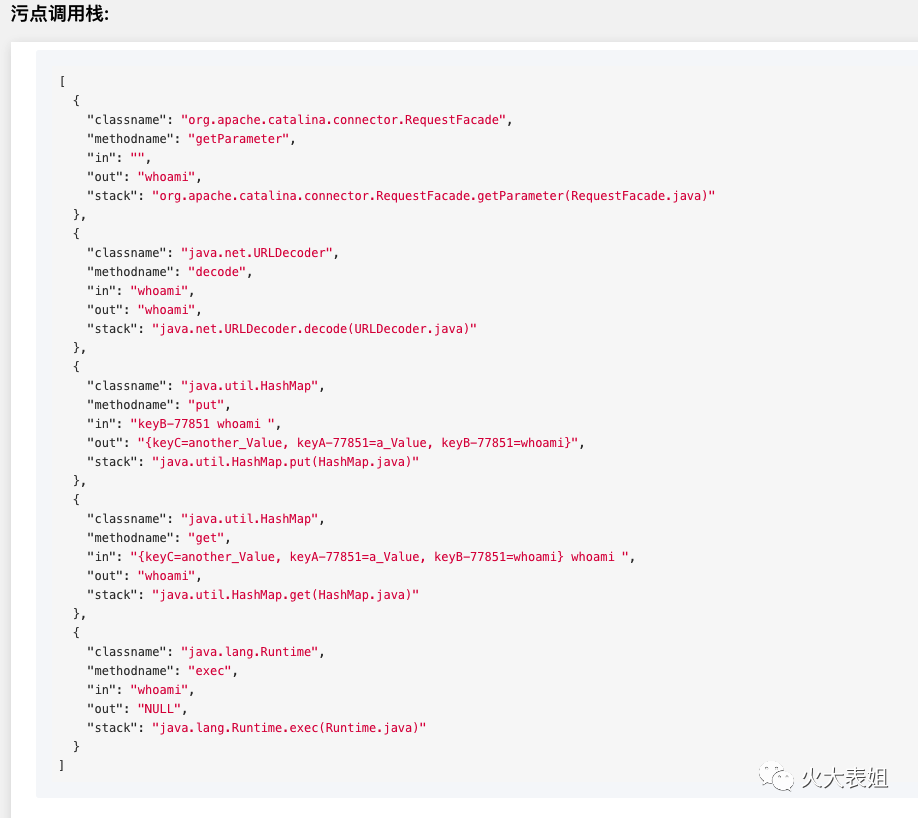 污点调用栈:
[
  {
    "classname": "org.apache.catalina.connector.RequestFacade",
    "methodname": "getParameter",
    "in": "",
    "out": "whoami",
    "stack": "org.apache.catalina.connector.RequestFacade.getParameter(RequestFacade.java)"
  },
  {
    "classname": "java.net.URLDecoder",
    "methodname": "decode",
    "in": "whoami",
    "out": "whoami",
    "stack": "java.net.URLDecoder.decode(URLDecoder.java)"
  },
  {
    "classname": "java.util.HashMap",
    "methodname": "put",
    "in": "keyB-77851 whoami ",
    "out": "{keyC=another_Value, keyA-77851=a_Value, keyB-77851=whoami}",
    "stack": "java.util.HashMap.put(HashMap.java)"
  },
  {
    "classname": "java.util.HashMap",
    "methodname": "get",
    "in": "{keyC=another_Value, keyA-77851=a_Value, keyB-77851=whoami} whoami ",
    "out": "whoami",
    "stack": "java.util.HashMap.get(HashMap.java)"
  },
  {
    "classname": "java.lang.Runtime",
    "methodname": "exec",
    "in": "whoami",
    "out": "NULL",
    "stack": "java.lang.Runtime.exec(Runtime.java)"
  }
]
火大表姐